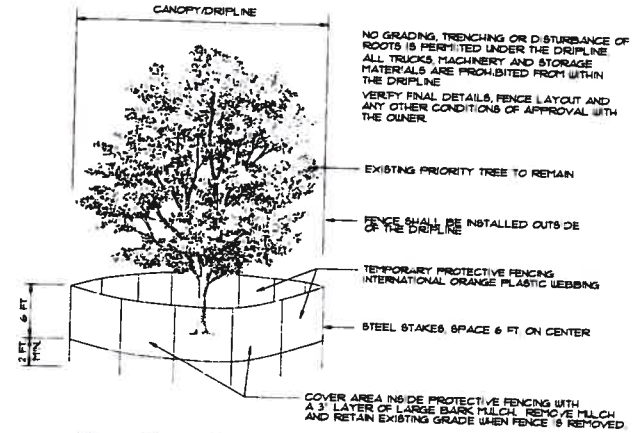 CANOPY/DRIPLINE
NO GRADING, TRENCHING OR DISTURBANCE OF
ROOTS IS PERMITTED UNDER THE DRIPLINE
ALL TRUCKS, MACHINERY AND STORAGE
MATERIALS ARE PROHIBITED FROM WITHIN
THE DRIPLINE
VERIFY FINAL DETAILS, FENCE LAYOUT AND
ANY OTHER CONDITIONS OF APPROVAL WITH
THE OWNER.
EXISTING PRIORITY TREE TO REMAIN
FENCE SHALL BE INSTALLED OUTSIDE
OF THE DRIPLINE
TEMPORARY PROTECTIVE FENCING
INTERNATIONAL ORANGE PLASTIC WEBBING
6 FT
STEEL STAKES, SPACE 6 FT ON CENTER
2 FT
MIN.
COVER AREA INSIDE PROTECTIVE FENCING WITH
A 3" LAYER OF LARGE BARK MULCH. REMOVE MULCH
AND RETAIN EXISTING GRADE WHEN FENCE IS REMOVED.